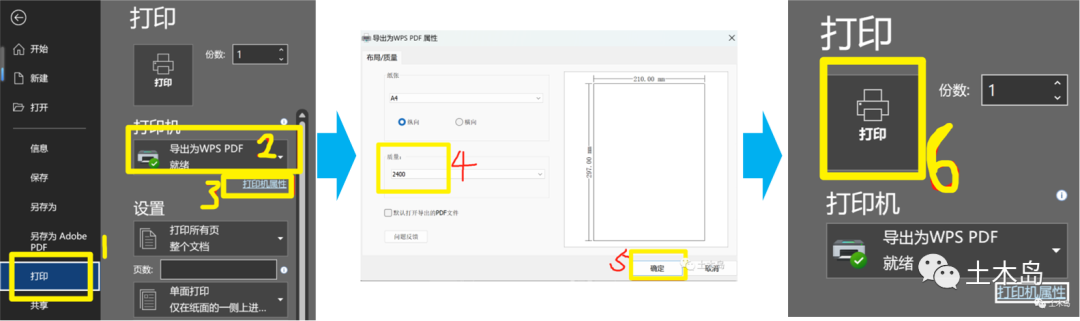 打印
开始
份数:
1
新建
打印
打开
打印机
导出为WPS PDF
2
就绪
信息
3
打印机属性
保存
设置
另存为
打印所有页
整个文档
另存为 Adobe
PDF
1
打印
页数:
单面打印
仅在纸面的一侧上进...
共享
导出为WPS PDF 属性
布局/质量
纸张
A4
纵向
横向
质量:
4
2400
默认打开导出的PDF文件
问题反馈
210.00 mm
297.00 mm
5
确定
取消
土木岛
打印
份数:
1
打印
6
打印机
导出为WPS PDF
就绪
土木岛
打印机属性
土木岛